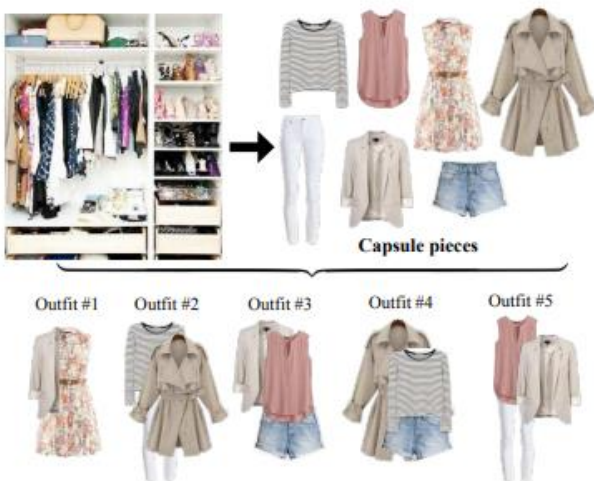 Capsule pieces
Outfit #1
Outfit #2
Outfit #3
Outfit #4
Outfit #5